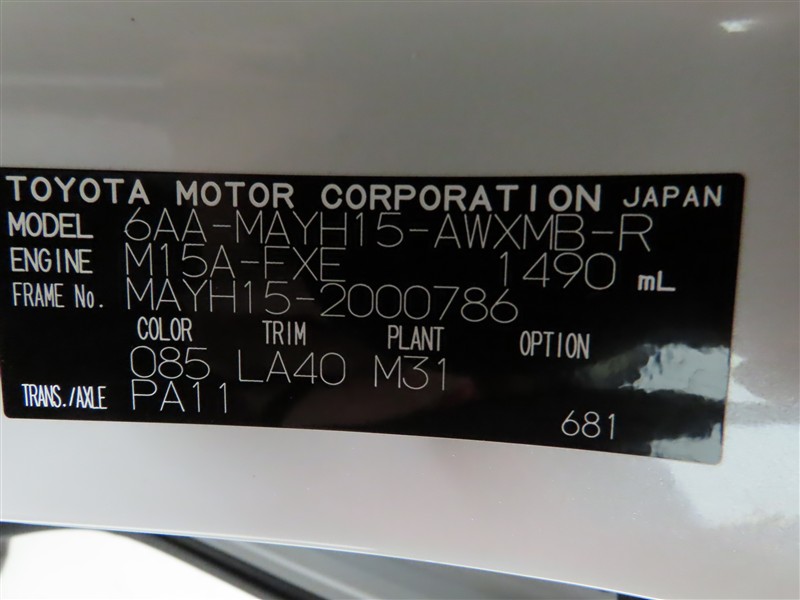 TOYOTA MOTOR CORPORATION JAPAN
MODEL 6AA-MAYH15-AWXMB-R
ENGINE M15A-FXE 1490 mL
FRAME No. MAYH15-2000786
COLOR TRIM PLANT OPTION
085 LA40 M31
TRANS./AXLE PA11
681